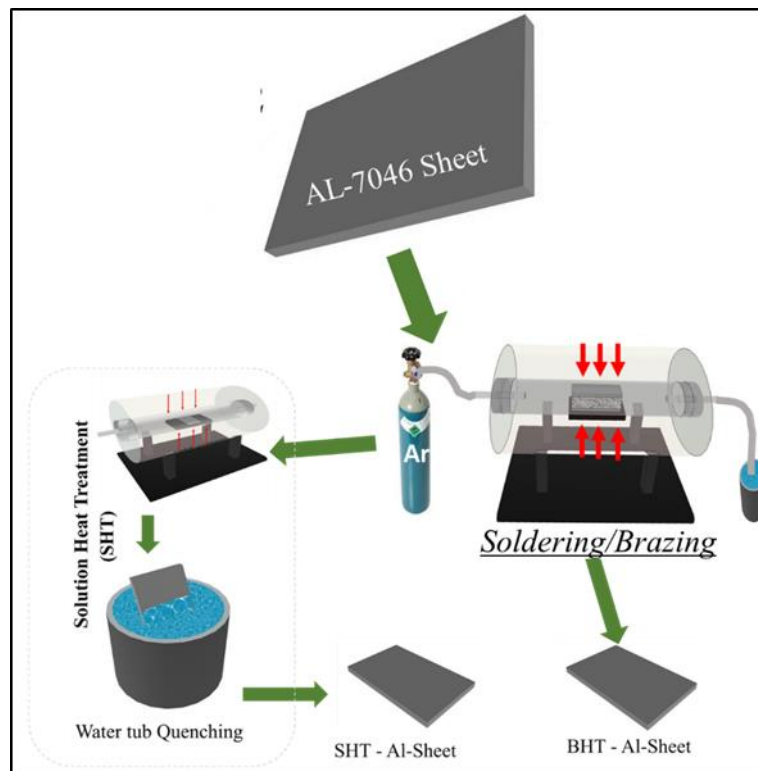 AL-7046 Sheet
Ar
Soldering/Brazing
Solution Heat Treatment
(SHT)
Water tub Quenching
SHT - Al-Sheet
BHT - Al-Sheet